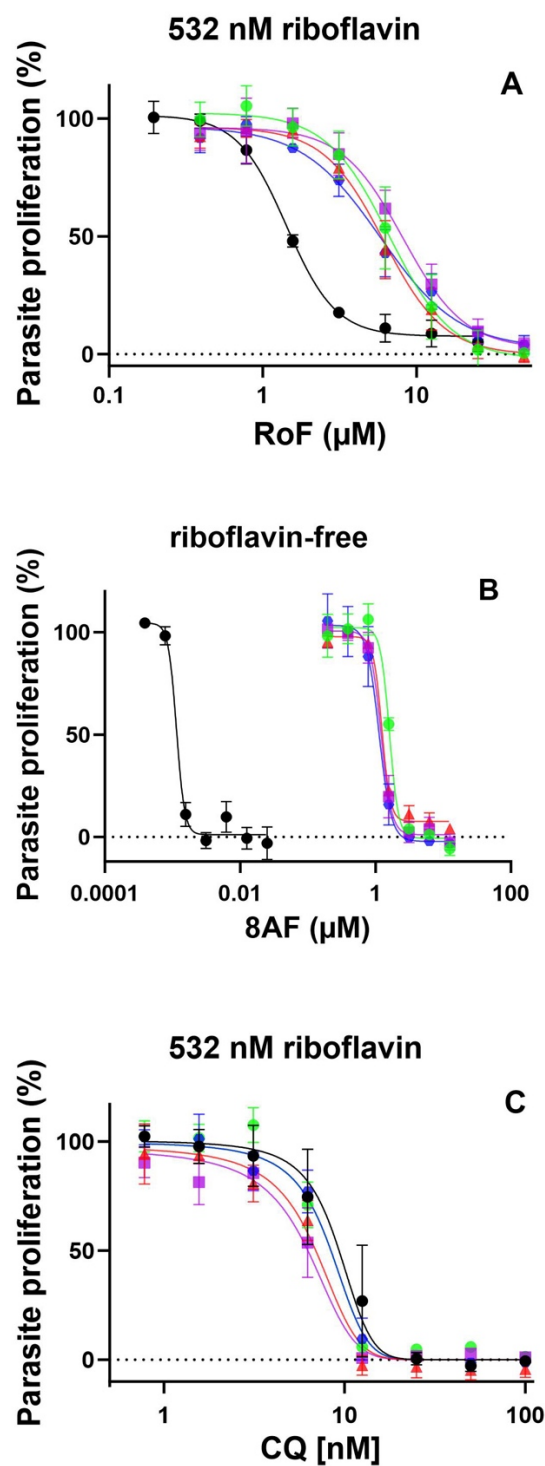 532 nM riboflavin
A
Parasite proliferation (%)
100
50
0
0.1 1 10
RoF (µM)
riboflavin-free
B
Parasite proliferation (%)
100
50
0
0.0001 0.01 1 100
8AF (µM)
532 nM riboflavin
C
Parasite proliferation (%)
100
50
0
1 10 100
CQ [nM]